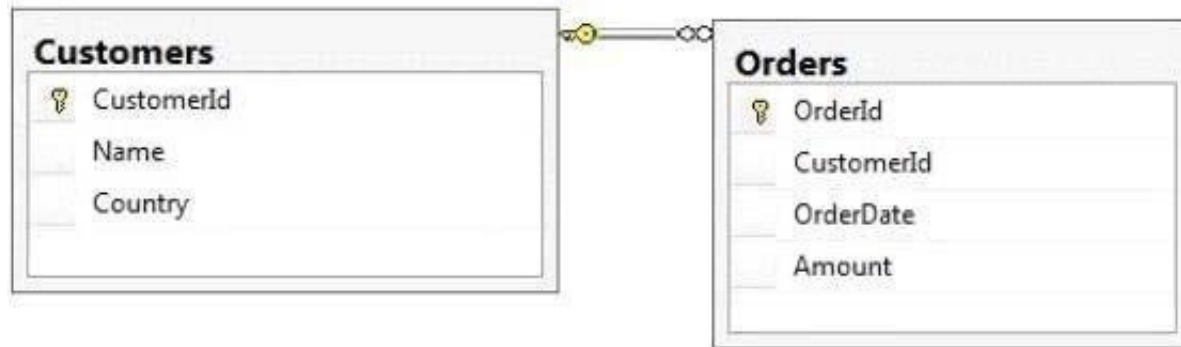 Customers
CustomerId
Name
Country
Orders
OrderId
CustomerId
OrderDate
Amount